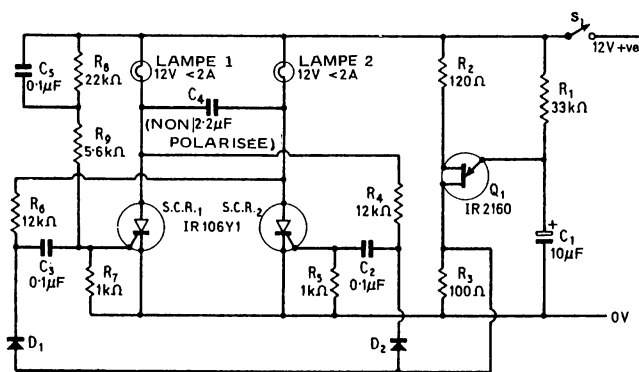 S₁
12V +ve
C₅
0·1µF
R₈
22kΩ
LAMPE 1
12V <2A
LAMPE 2
12V <2A
R₂
120Ω
R₁
33kΩ
C₄
(NON 2·2µF
POLARISÉE)
R₉
5·6kΩ
Q₁
IR 2160
R₆
12kΩ
S.C.R.₁
S.C.R.₂
IR 106Y1
R₄
12kΩ
+
C₁
10µF
C₃
0·1µF
R₇
1kΩ
R₅
1kΩ
C₂
0·1µF
R₃
100Ω
0V
D₁
D₂